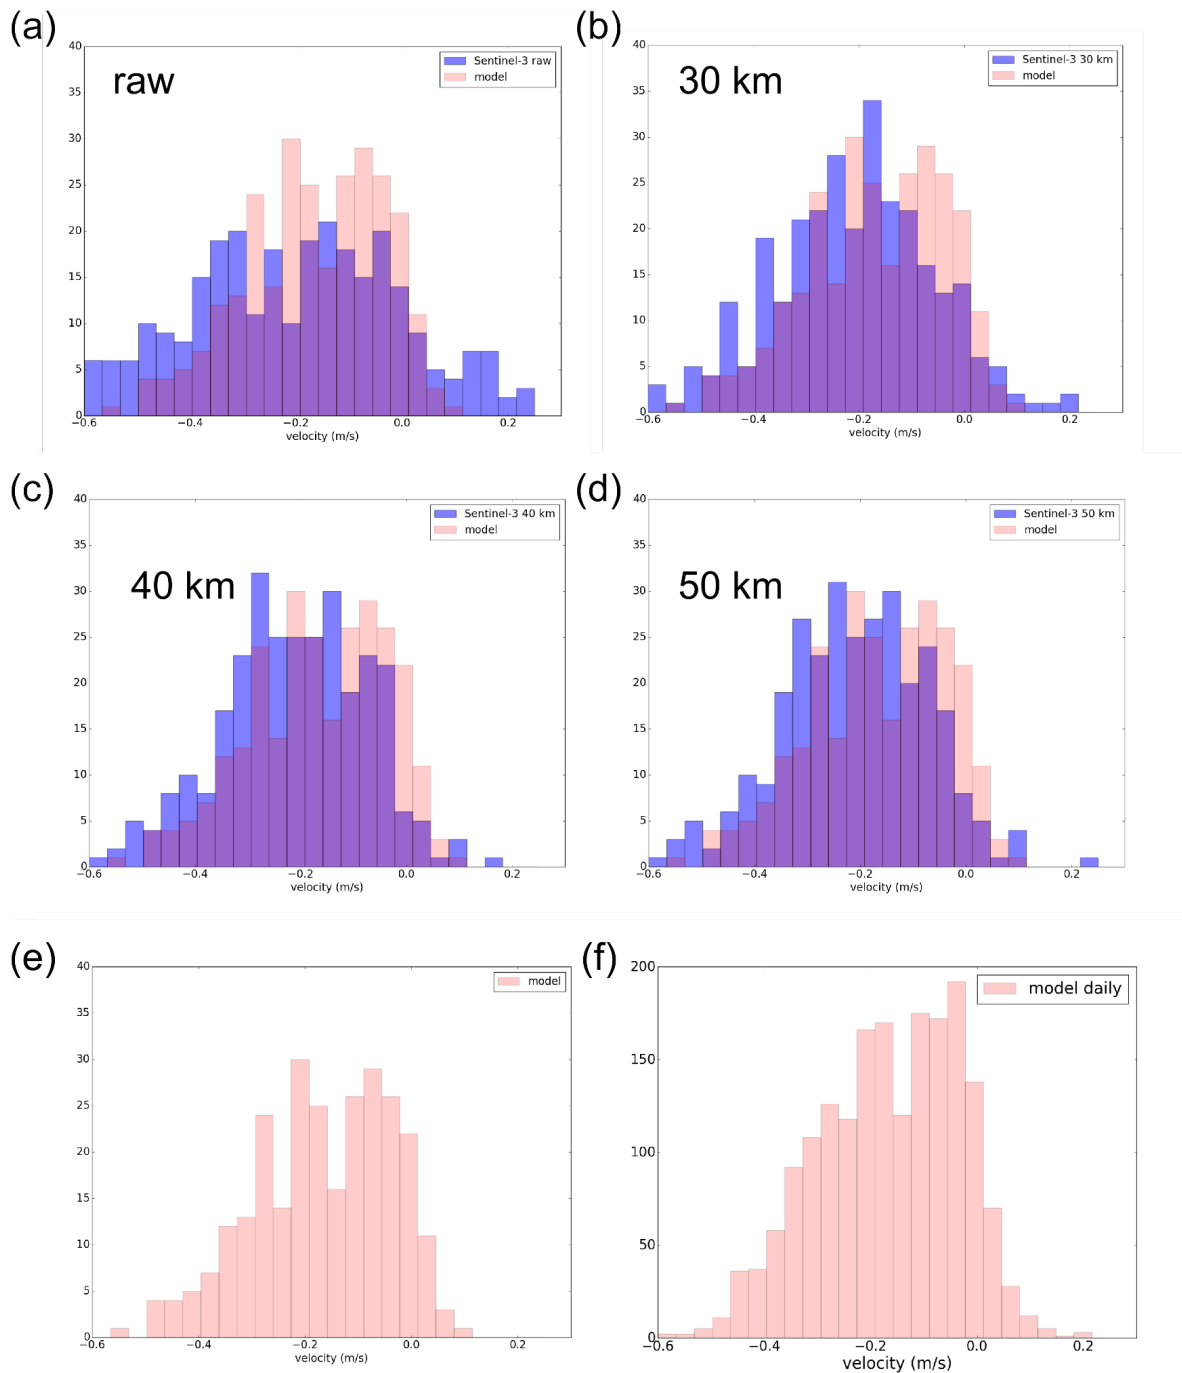 (a)
raw
Sentinel-3 raw
model
40
35
30
25
20
15
10
5
0
−0.6 −0.4 −0.2 0.0 0.2
velocity (m/s)
(b)
30 km
Sentinel-3 30 km
model
40
35
30
25
20
15
10
5
0
−0.6 −0.4 −0.2 0.0 0.2
velocity (m/s)
(c)
40 km
Sentinel-3 40 km
model
40
35
30
25
20
15
10
5
0
−0.6 −0.4 −0.2 0.0 0.2
velocity (m/s)
(d)
50 km
Sentinel-3 50 km
model
40
35
30
25
20
15
10
5
0
−0.6 −0.4 −0.2 0.0 0.2
velocity (m/s)
(e)
model
40
35
30
25
20
15
10
5
0
−0.6 −0.4 −0.2 0.0 0.2
velocity (m/s)
(f)
model daily
200
150
100
50
0
−0.6 −0.4 −0.2 0.0 0.2
velocity (m/s)